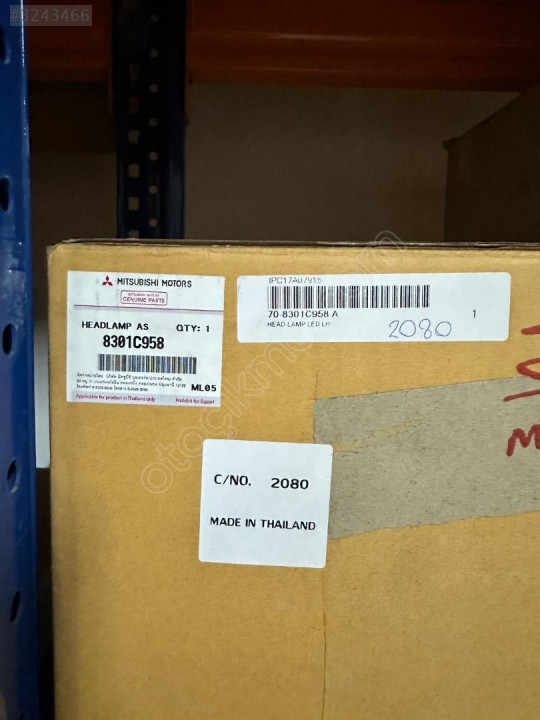 #3243466
MITSUBISHI MOTORS
GENUINE PARTS
HEADLAMP AS QTY: 1
8301C958
ML05
Applicable for product in Thailand only Prohibit for Export
IPC17A07915
70-8301C958 A 1
HEAD LAMP LED LH
2080
C/NO. 2080
MADE IN THAILAND